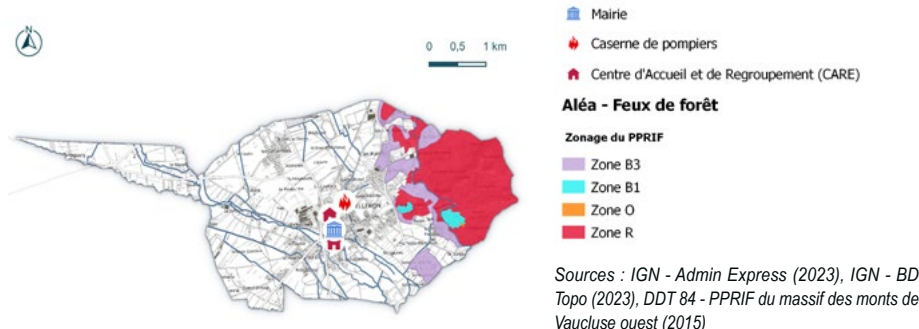 0 0,5 1 km
ILLERON
Mairie
Caserne de pompiers
Centre d'Accueil et de Regroupement (CARE)
Aléa - Feux de forêt
Zonage du PPRIF
Zone B3
Zone B1
Zone O
Zone R
Sources : IGN - Admin Express (2023), IGN - BD
Topo (2023), DDT 84 - PPRIF du massif des monts de
Vaucluse ouest (2015)